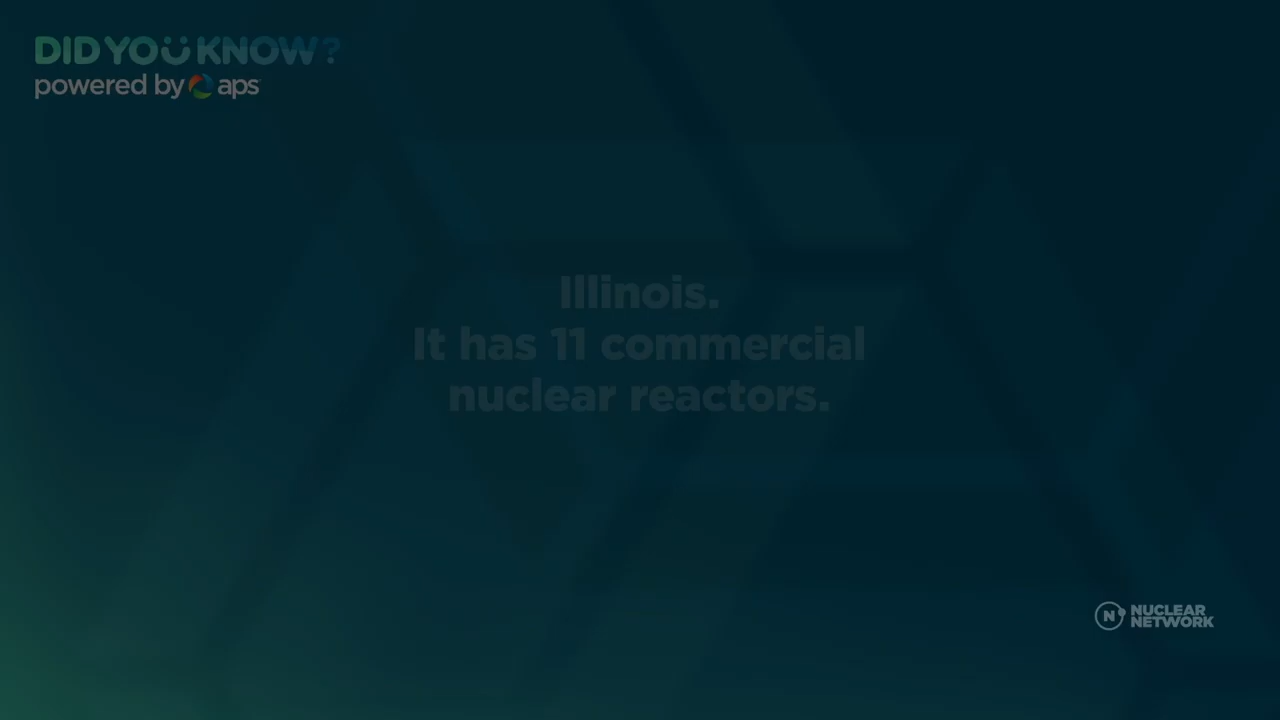 DID YOU KNOW?
powered by aps
Illinois.
It has 11 commercial
nuclear reactors.
N NUCLEAR
NETWORK